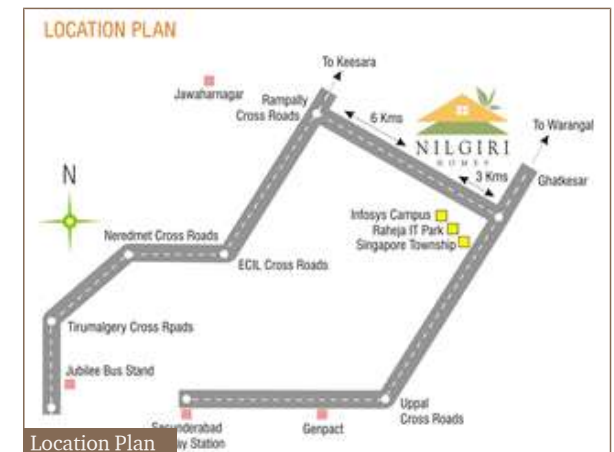 LOCATION PLAN
To Keesara
Jawaharnagar
Rampally
Cross Roads
6 Kms
NILGIRI
HOMES
To Warangal
3 Kms
Ghatkesar
N
Infosys Campus
Raheja IT Park
Singapore Township
Neredmet Cross Roads
ECIL Cross Roads
Tirumalgery Cross Rpads
Jubilee Bus Stand
Uppal
Cross Roads
Genpact
Station
Location Plan